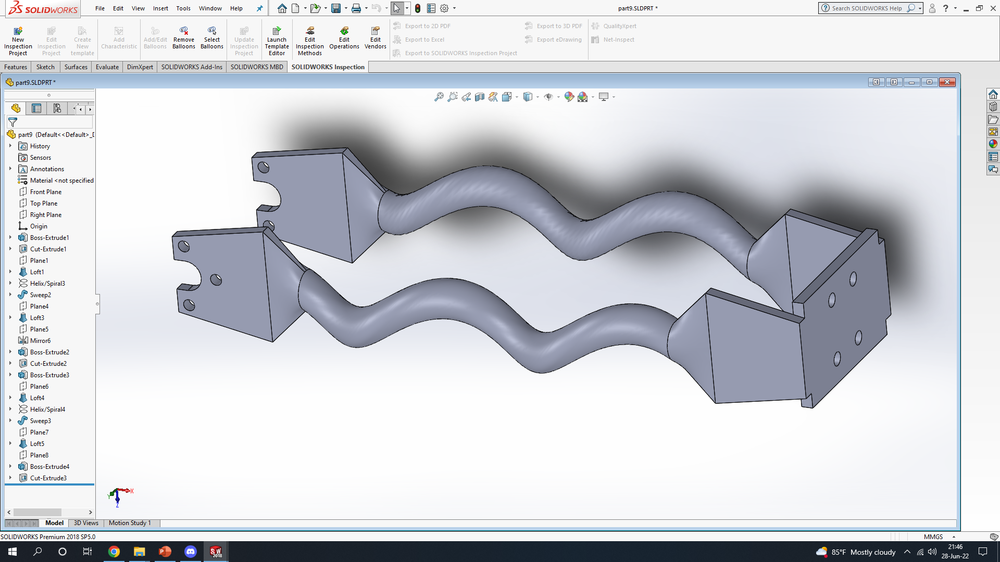 SOLIDWORKS File Edit View Insert Tools Window Help part9.SLDPRT * Search SOLIDWORKS Help
New Inspection Project
Edit Inspection Project
Create New template
Add Characteristic
Add/Edit Balloons
Remove Balloons
Select Balloons
Update Inspection Project
Launch Template Editor
Edit Inspection Methods
Edit Operations
Edit Vendors
Export to 2D PDF
Export to Excel
Export to SOLIDWORKS Inspection Project
Export to 3D PDF
Export eDrawing
QualityXpert
Net-Inspect
Features Sketch Surfaces Evaluate DimXpert SOLIDWORKS Add-Ins SOLIDWORKS MBD SOLIDWORKS Inspection
part9.SLDPRT *
part9 (Default<<Default>_D
History
Sensors
Annotations
Material <not specified
Front Plane
Top Plane
Right Plane
Origin
Boss-Extrude1
Cut-Extrude1
Plane1
Loft1
Helix/Spiral3
Sweep2
Plane4
Loft3
Plane5
Mirror6
Boss-Extrude2
Cut-Extrude2
Boss-Extrude3
Plane6
Loft4
Helix/Spiral4
Sweep3
Plane7
Loft5
Plane8
Boss-Extrude4
Cut-Extrude3
X
Y
Z
Model 3D Views Motion Study 1
SOLIDWORKS Premium 2018 SP5.0 MMGS
SW 2018
85°F Mostly cloudy
21:46
28-Jun-22